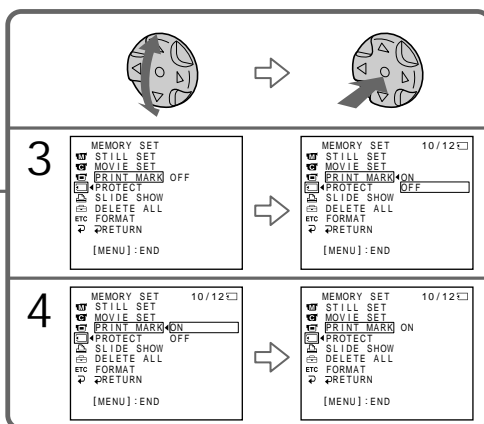 3
MEMORY SET
STILL SET
MOVIE SET
PRINT MARK OFF
PROTECT
SLIDE SHOW
DELETE ALL
ETC FORMAT
RETURN
[MENU] : END
MEMORY SET 10/12
STILL SET
MOVIE SET
PRINT MARK ON
PROTECT OFF
SLIDE SHOW
DELETE ALL
ETC FORMAT
RETURN
[MENU] : END
4
MEMORY SET 10/12
STILL SET
MOVIE SET
PRINT MARK ON
PROTECT OFF
SLIDE SHOW
DELETE ALL
ETC FORMAT
RETURN
[MENU] : END
MEMORY SET 10/12
STILL SET
MOVIE SET
PRINT MARK ON
PROTECT
SLIDE SHOW
DELETE ALL
ETC FORMAT
RETURN
[MENU] : END